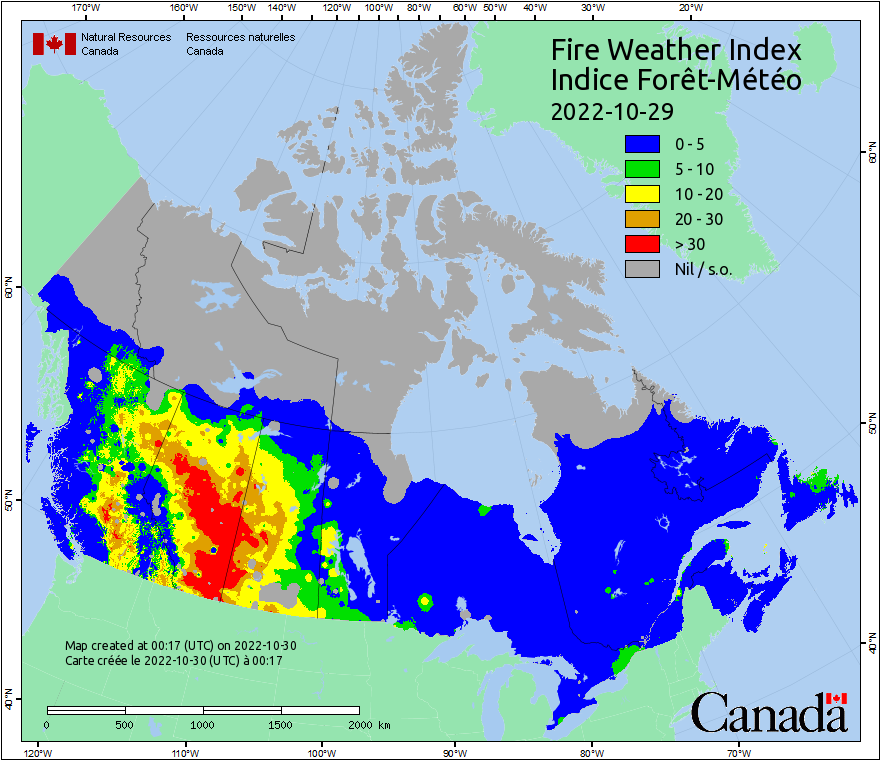 170°W 160°W 150°W 140°W 120°W 100°W 80°W 60°W 50°W 40°W 30°W 20°W
Natural Resources Canada
Ressources naturelles Canada
Fire Weather Index
Indice Forêt-Météo
2022-10-29
0 - 5
5 - 10
10 - 20
20 - 30
> 30
Nil / s.o.
60°N
50°N
40°N
60°N
50°N
40°N
Map created at 00:17 (UTC) on 2022-10-30
Carte créée le 2022-10-30 (UTC) à 00:17
0 500 1000 1500 2000 km
Canada
120°W 110°W 100°W 90°W 80°W 70°W